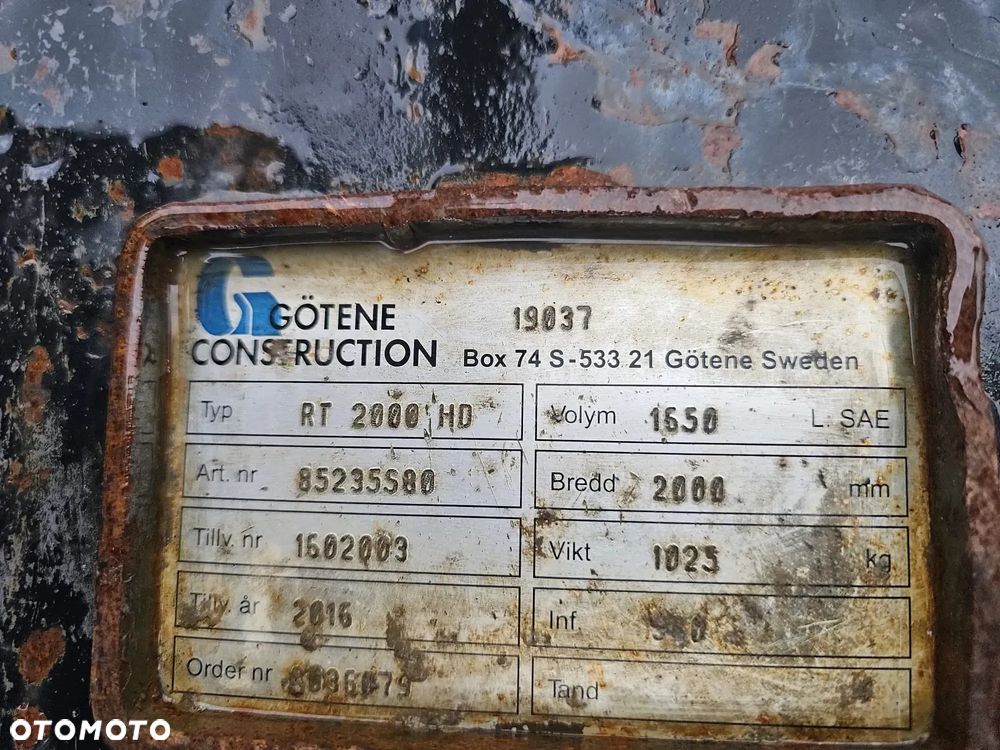 GÖTENE
CONSTRUCTION
19037
Box 74 S-533 21 Götene Sweden
Typ RT 2000 HD
Volym 1650 L. SAE
Art. nr 85235S80
Bredd 2000 mm
Tillv. nr 1602003
Vikt 1025 kg
Tillv. år 2016
Inf
Order nr
Tand
OTOMOTO